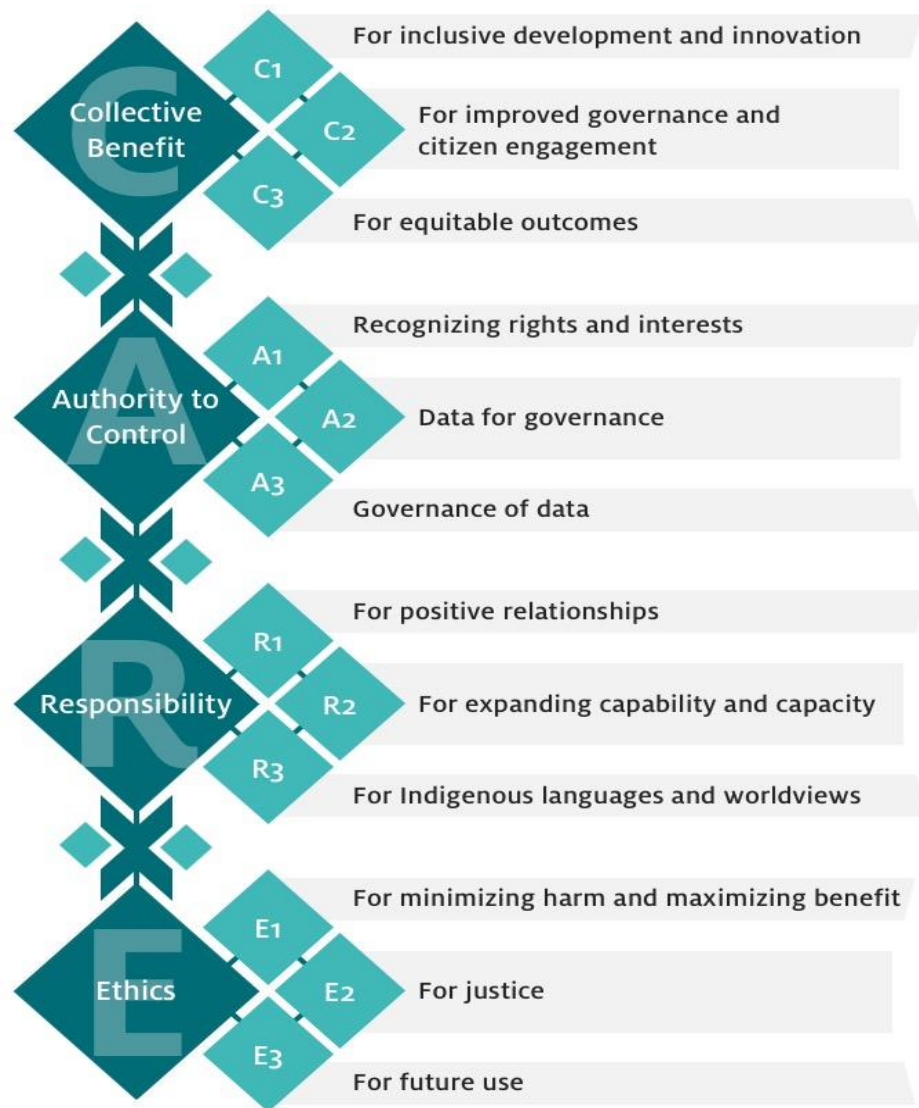 C
Collective
Benefit
C1
For inclusive development and innovation
C2
For improved governance and
citizen engagement
C3
For equitable outcomes
A
Authority to
Control
A1
Recognizing rights and interests
A2
Data for governance
A3
Governance of data
R
Responsibility
R1
For positive relationships
R2
For expanding capability and capacity
R3
For Indigenous languages and worldviews
E
Ethics
E1
For minimizing harm and maximizing benefit
E2
For justice
E3
For future use